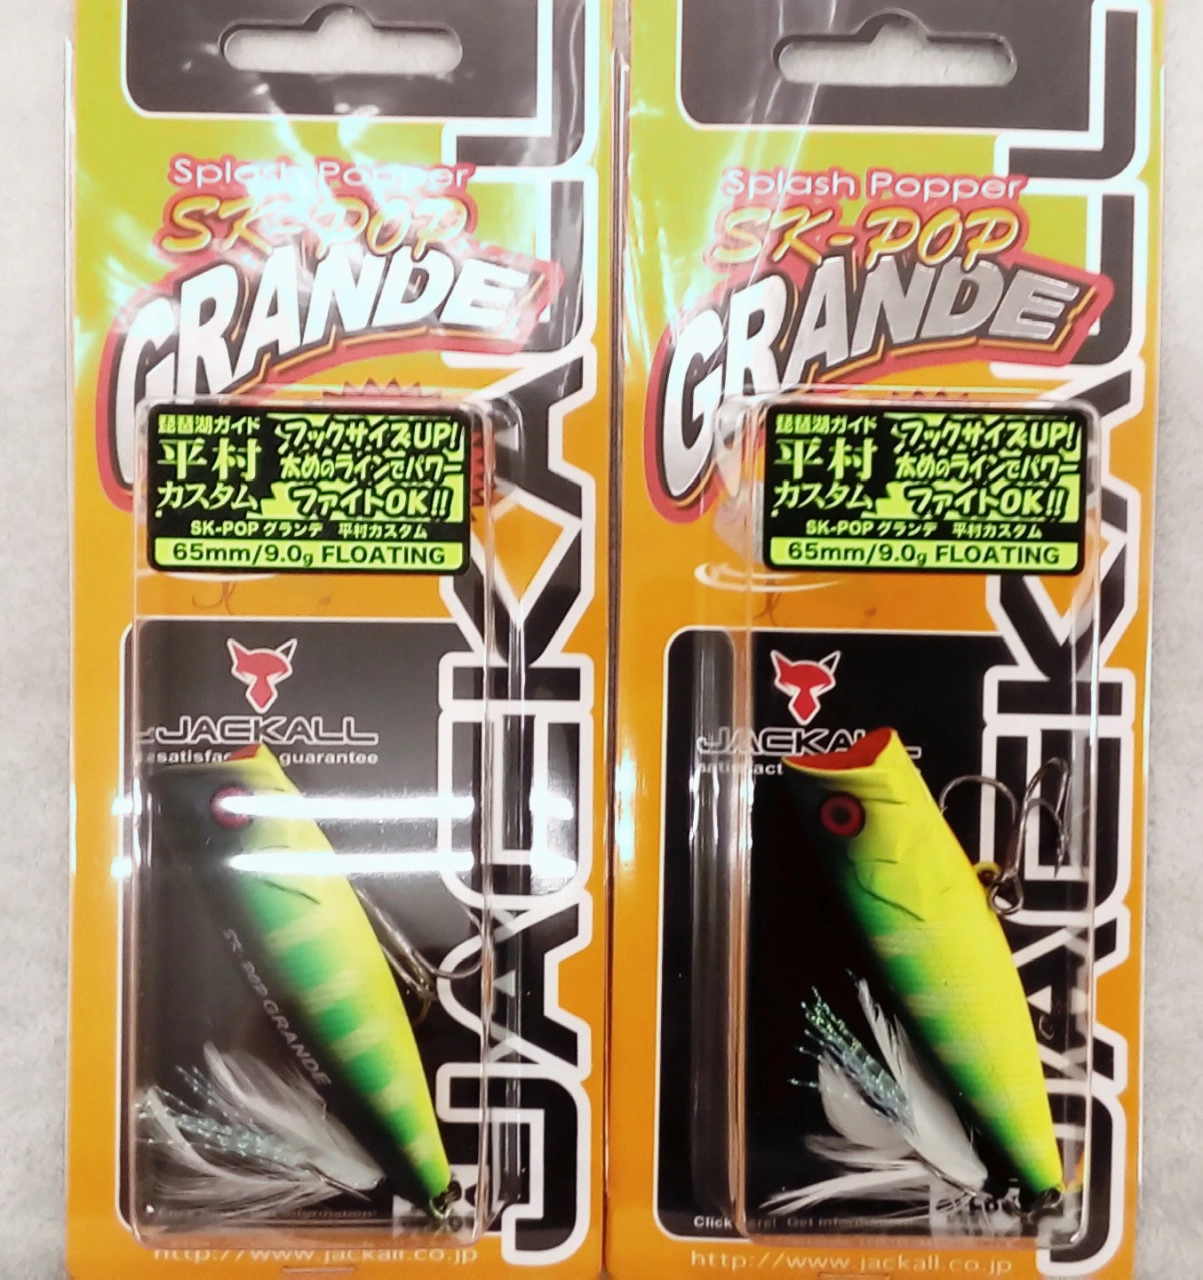 Splash Popper
SK-POP
GRANDE
琵琶湖ガイド
平村
カスタム
フックサイズUP!
太めのラインでパワー
ファイトOK!!
SK-POPグランデ 平村カスタム
65mm/9.0g FLOATING
JACKALL
satisfac guarantee
SK-POP GRANDE
JACKALL
http://www.jackall.co.jp
Splash Popper
SK-POP
GRANDE
琵琶湖ガイド
平村
カスタム
フックサイズUP!
太めのラインでパワー
ファイトOK!!
SK-POPグランデ 平村カスタム
65mm/9.0g FLOATING
JACKALL
satisfact
JACKALL
Click
Get
http://www.jackall.co.jp